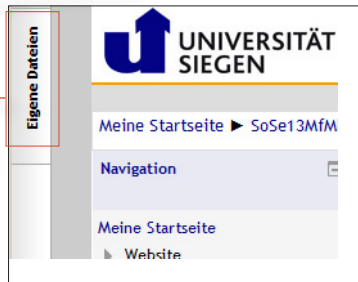 Eigene Dateien
UNIVERSITÄT
SIEGEN
Meine Startseite ► SoSe13MfM
Navigation
Meine Startseite
Website